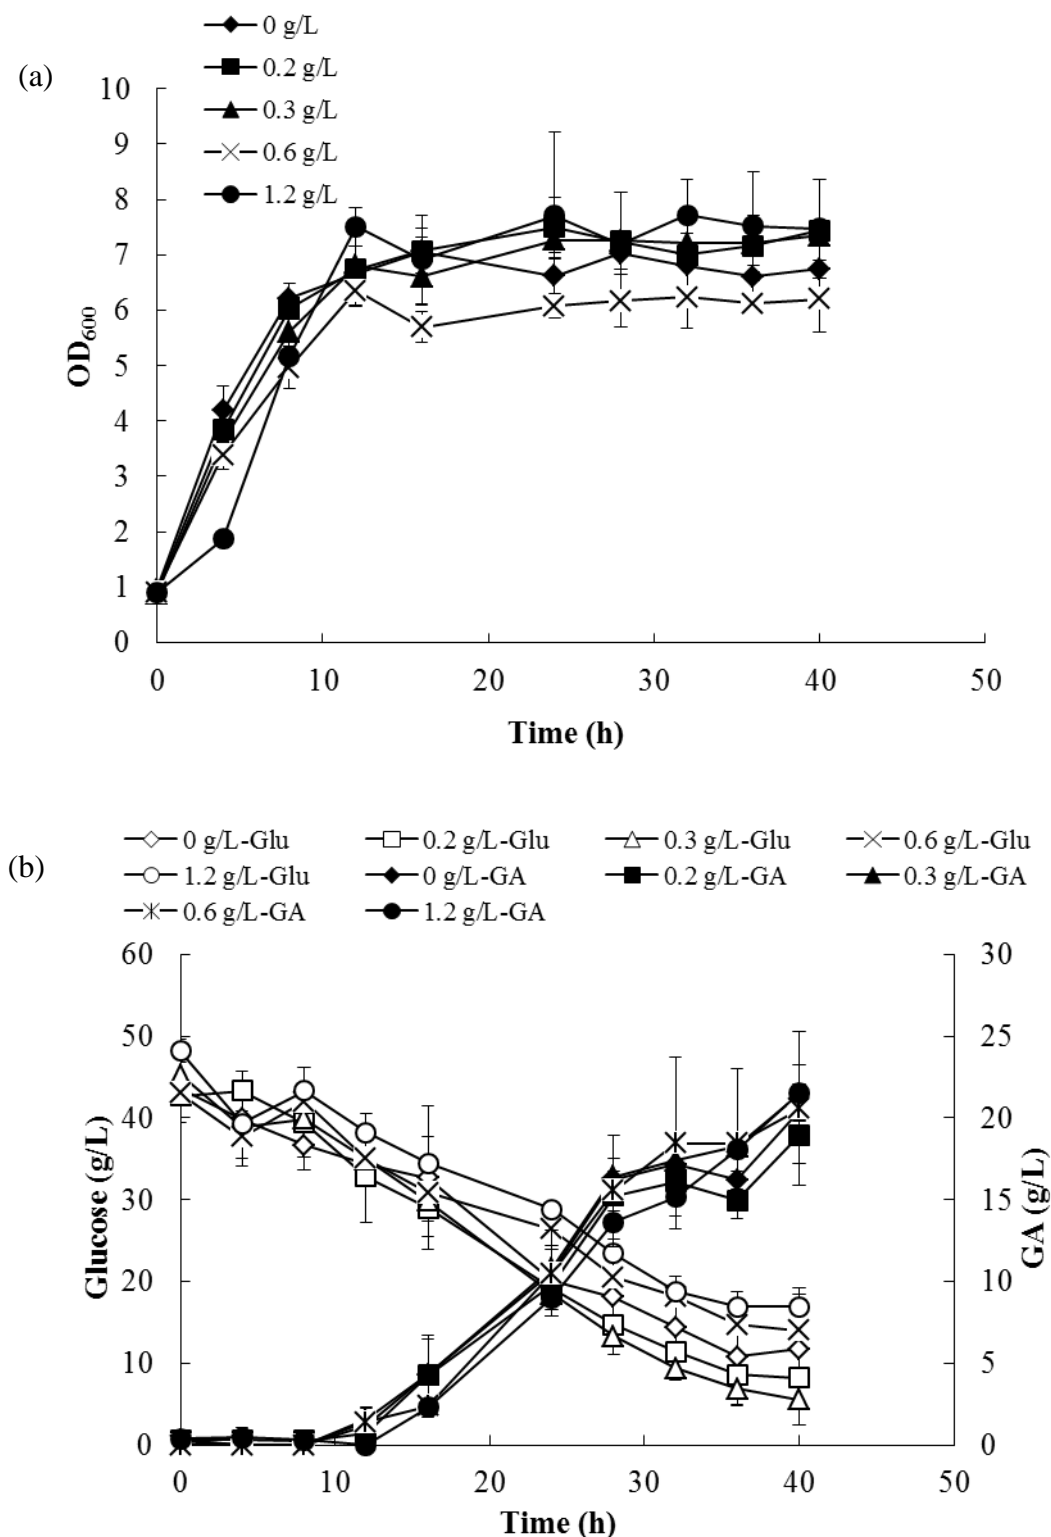 (a)
0 g/L
0.2 g/L
0.3 g/L
0.6 g/L
1.2 g/L
10
9
8
7
6
5
4
3
2
1
0
OD600
0 10 20 30 40 50
Time (h)
(b)
0 g/L-Glu 0.2 g/L-Glu 0.3 g/L-Glu 0.6 g/L-Glu
1.2 g/L-Glu 0 g/L-GA 0.2 g/L-GA 0.3 g/L-GA
0.6 g/L-GA 1.2 g/L-GA
60 30
50 25
40 20
30 15
20 10
10 5
0 0
Glucose (g/L)
GA (g/L)
0 10 20 30 40 50
Time (h)